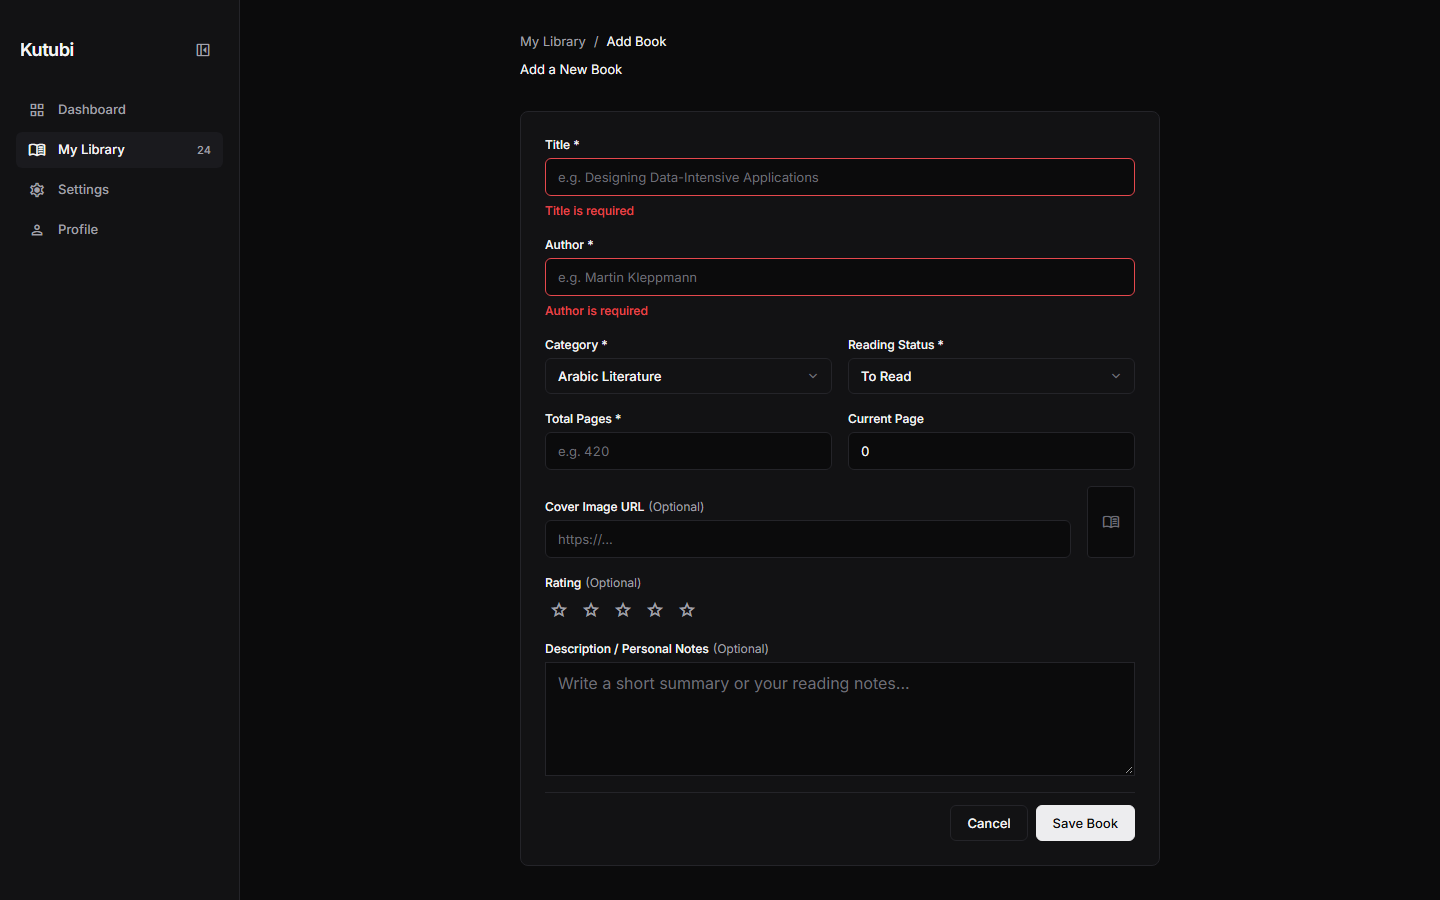 Kutubi
Dashboard
My Library 24
Settings
Profile
My Library / Add Book
Add a New Book
Title *
e.g. Designing Data-Intensive Applications
Title is required
Author *
e.g. Martin Kleppmann
Author is required
Category * Reading Status *
Arabic Literature To Read
Total Pages * Current Page
e.g. 420 0
Cover Image URL (Optional)
https://...
Rating (Optional)
Description / Personal Notes (Optional)
Write a short summary or your reading notes...
Cancel Save Book